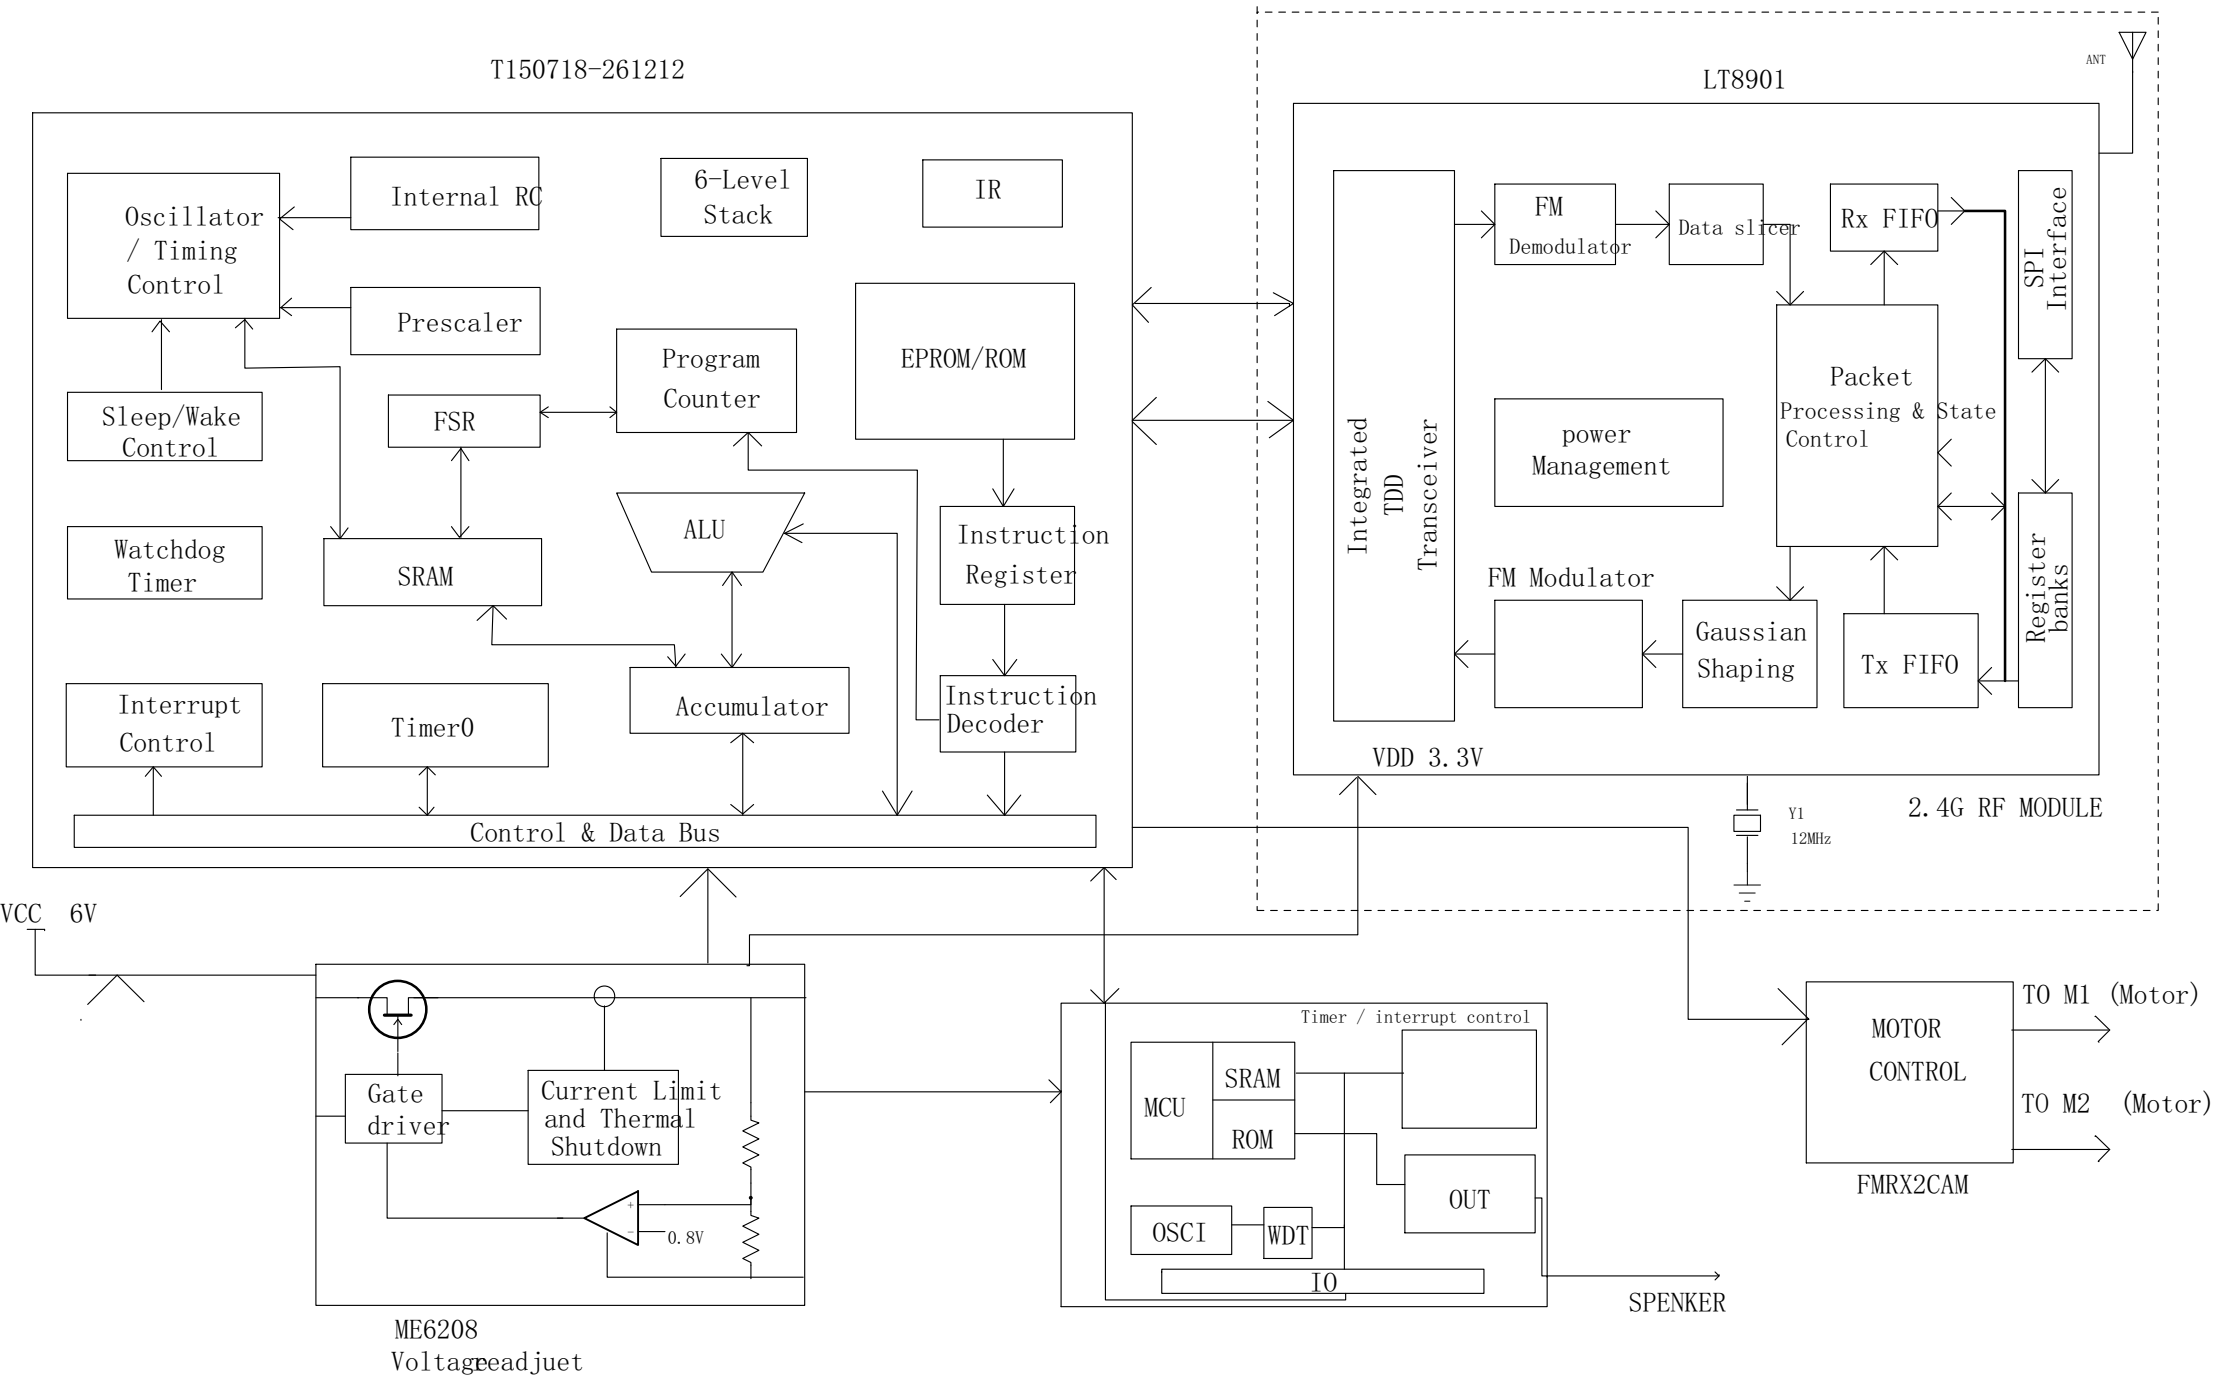 T150718-261212
Oscillator
/ Timing
Control
Internal RC
6-Level
Stack
IR
Prescaler
Sleep/Wake
Control
FSR
Program
Counter
EPROM/ROM
Watchdog
Timer
SRAM
ALU
Instruction
Register
Interrupt
Control
Timer0
Accumulator
Instruction
Decoder
Control & Data Bus
ANT
LT8901
Integrated
TDD
Transceiver
FM
Demodulator
Data slicer
Rx FIFO
SPI
Interface
Packet
Processing & State
Control
power
Management
FM Modulator
Gaussian
Shaping
Tx FIFO
Register
banks
VDD 3.3V
Y1
12MHz
2.4G RF MODULE
VCC 6V
Gate
driver
Current Limit
and Thermal
Shutdown
+
-
0.8V
ME6208
Voltage readjuet
Timer / interrupt control
MCU
SRAM
ROM
OSCI
WDT
OUT
IO
SPENKER
MOTOR
CONTROL
FMRX2CAM
TO M1 (Motor)
TO M2 (Motor)